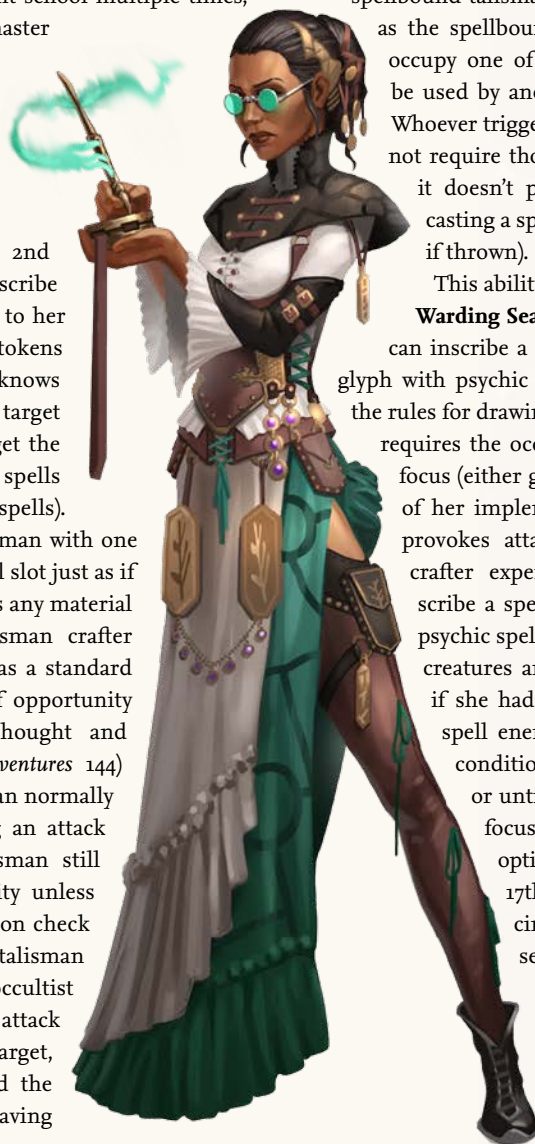 school multiple times,
master
2nd
scribe
to her
tokens
knows
target
get the
spells
spells).
man with one
l slot just as if
s any material
sman crafter
as a standard
f opportunity
hought and
ventures 144)
an normally
g an attack
sman still
ity unless
on check
talisman
occultist
attack
arget,
d the
aving
spellbound talisma
as the spellbou
occupy one of
be used by ano
Whoever trigge
not require tho
it doesn't p
casting a sp
if thrown).
This abilit
Warding Sea
can inscribe a
glyph with psychic
the rules for drawin
requires the occ
focus (either g
of her implem
provokes atta
crafter exper
scribe a spe
psychic spel
creatures an
if she had
spell ener
conditio
or unti
focus
opti
17th
cir
se